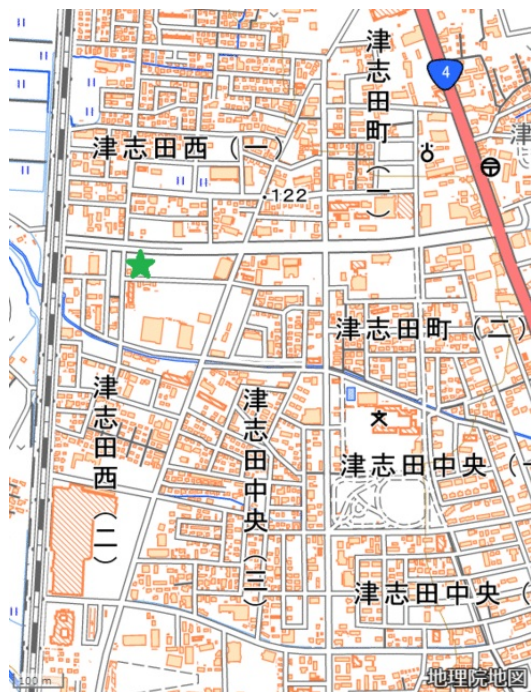 4
津志田町（二）
津志田西（一）
津
122
津志田町（二）
津志田西（二）
津志田中央（三）
津志田中央（一
津志田中央（
100 m
地理院地図